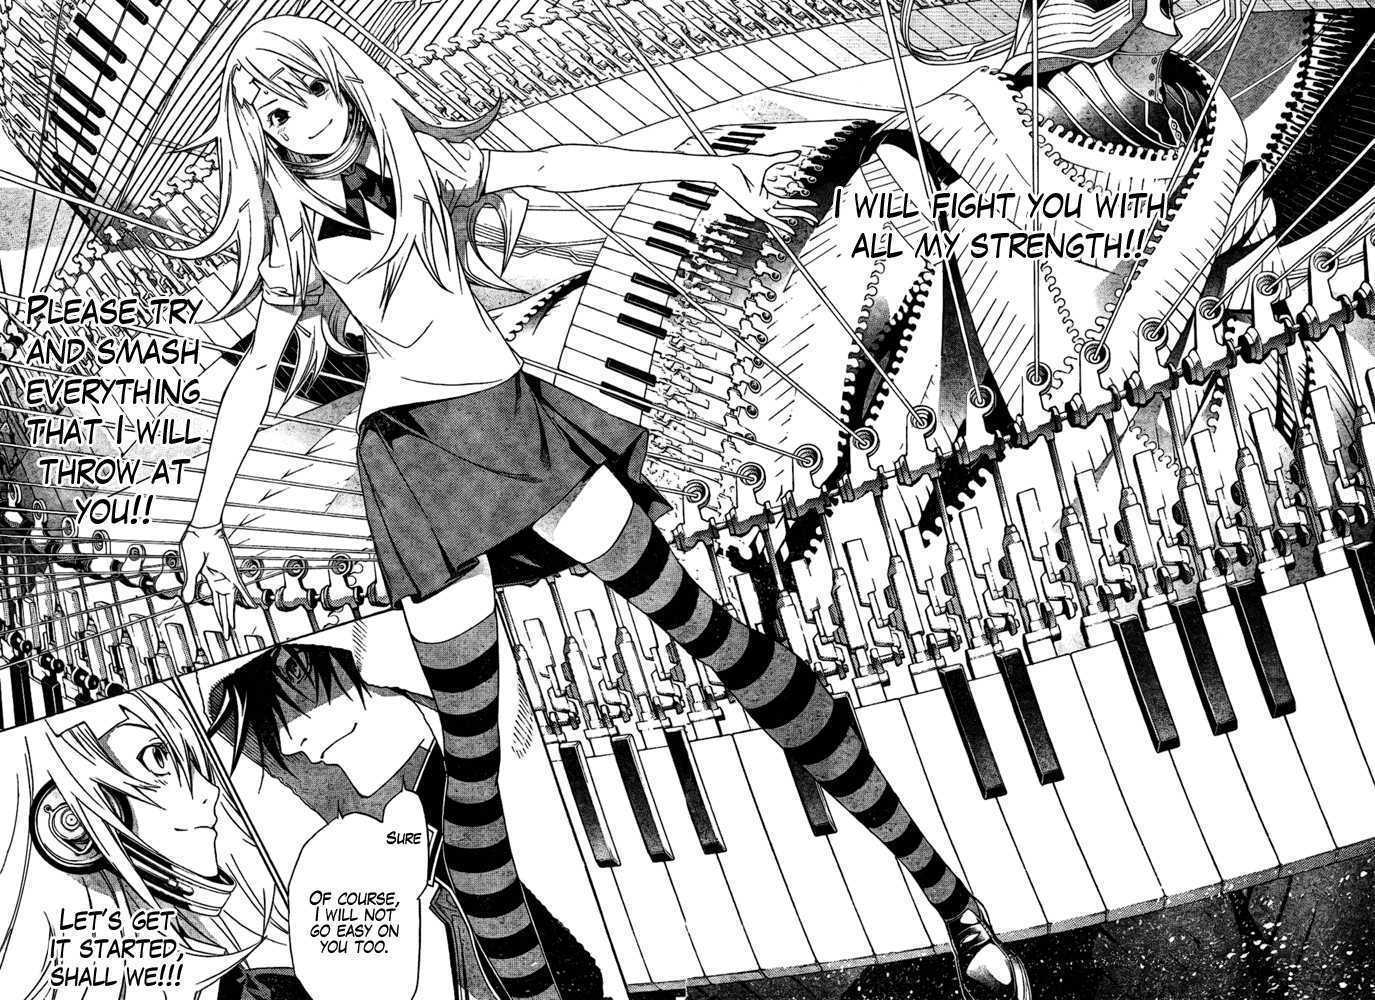 I WILL FIGHT YOU WITH
ALL MY STRENGTH!!
PLEASE TRY
AND SMASH
EVERYTHING
THAT I WILL
THROW AT
YOU!!
SURE
OF COURSE,
I WILL NOT
GO EASY ON
YOU TOO.
LET'S GET
IT STARTED,
SHALL WE!!!